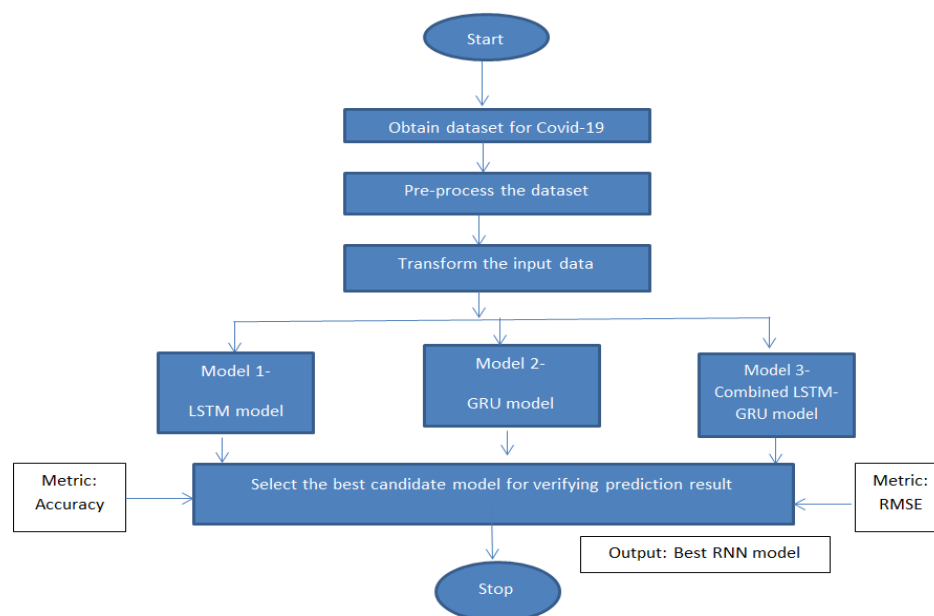 Start
Obtain dataset for Covid-19
Pre-process the dataset
Transform the input data
Model 1-
LSTM model
Model 2-
GRU model
Model 3-
Combined LSTM-
GRU model
Metric:
Accuracy
Select the best candidate model for verifying prediction result
Metric:
RMSE
Output: Best RNN model
Stop